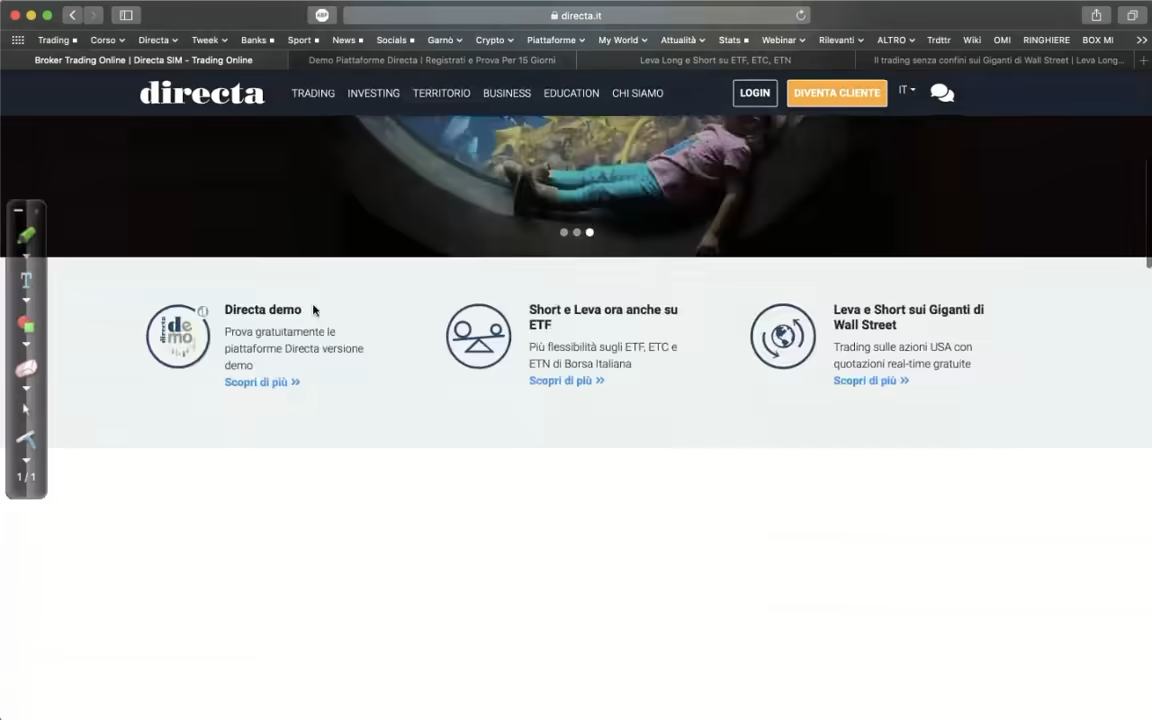 ABP
directa.it
Trading
Corso
Directa
Tweek
Banks
Sport
News
Socials
Garnò
Crypto
Piattaforme
My World
Attualità
Stats
Webinar
Rilevanti
ALTRO
Trdttr
Wiki
OMI
RINGHIERE
BOX MI
Broker Trading Online | Directa SIM - Trading Online
Demo Piattaforme Directa | Registrati e Prova Per 15 Giorni
Leva Long e Short su ETF, ETC, ETN
Il trading senza confini sui Giganti di Wall Street | Leva Long...
directa
TRADING
INVESTING
TERRITORIO
BUSINESS
EDUCATION
CHI SIAMO
LOGIN
DIVENTA CLIENTE
IT
directa
de
mo
Directa demo
Prova gratuitamente le
piattaforme Directa versione
demo
Scopri di più »
Short e Leva ora anche su
ETF
Più flessibilità sugli ETF, ETC e
ETN di Borsa Italiana
Scopri di più »
Leva e Short sui Giganti di
Wall Street
Trading sulle azioni USA con
quotazioni real-time gratuite
Scopri di più »
T
1/1